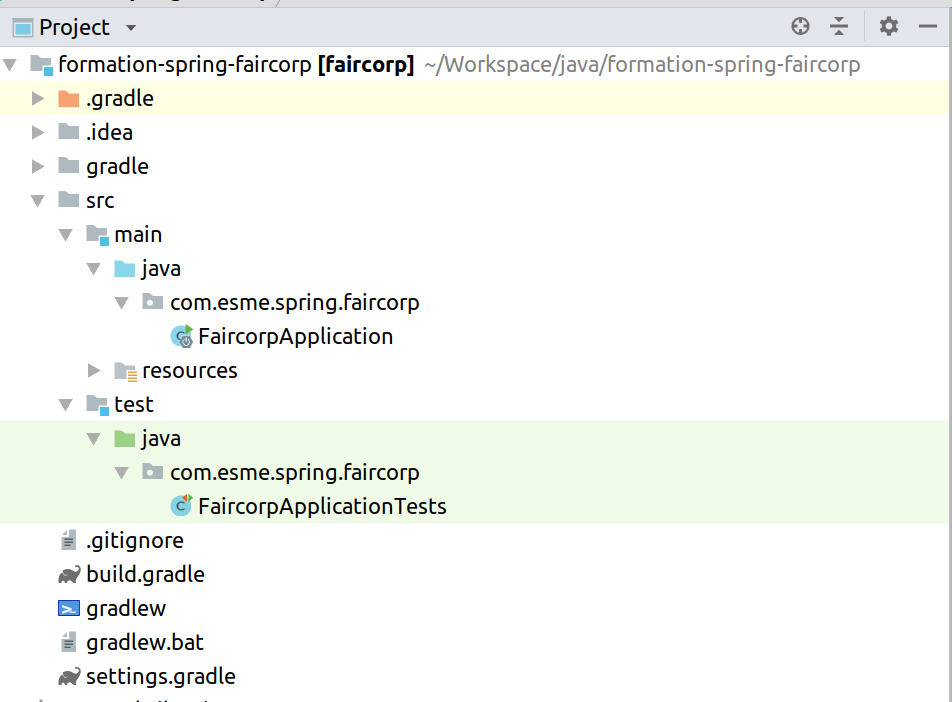 Project
formation-spring-faircorp [faircorp] ~/Workspace/java/formation-spring-faircorp
.gradle
.idea
gradle
src
main
java
com.esme.spring.faircorp
FaircorpApplication
resources
test
java
com.esme.spring.faircorp
FaircorpApplicationTests
.gitignore
build.gradle
gradlew
gradlew.bat
settings.gradle